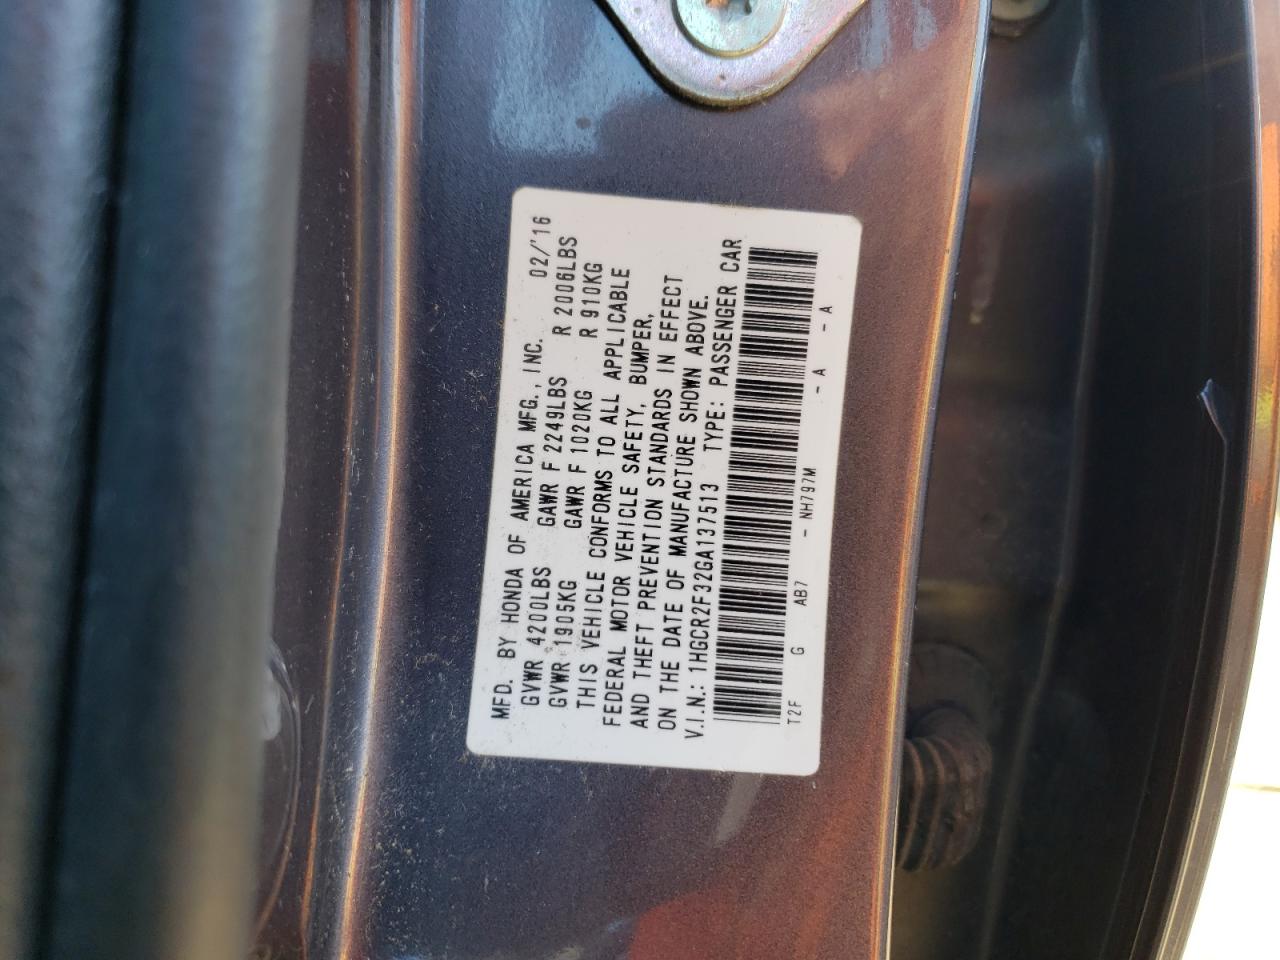 MFD. BY HONDA OF AMERICA MFG., INC. 02/'16
GVWR 4200LBS GAWR F 2249LBS R 2006LBS
GVWR 1905KG GAWR F 1020KG R 910KG
THIS VEHICLE CONFORMS TO ALL APPLICABLE
FEDERAL MOTOR VEHICLE SAFETY, BUMPER,
AND THEFT PREVENTION STANDARDS IN EFFECT
ON THE DATE OF MANUFACTURE SHOWN ABOVE.
V.I.N.: 1HGCR2F32GA137513 TYPE: PASSENGER CAR
T2F G AB7 - NH797M - A - A